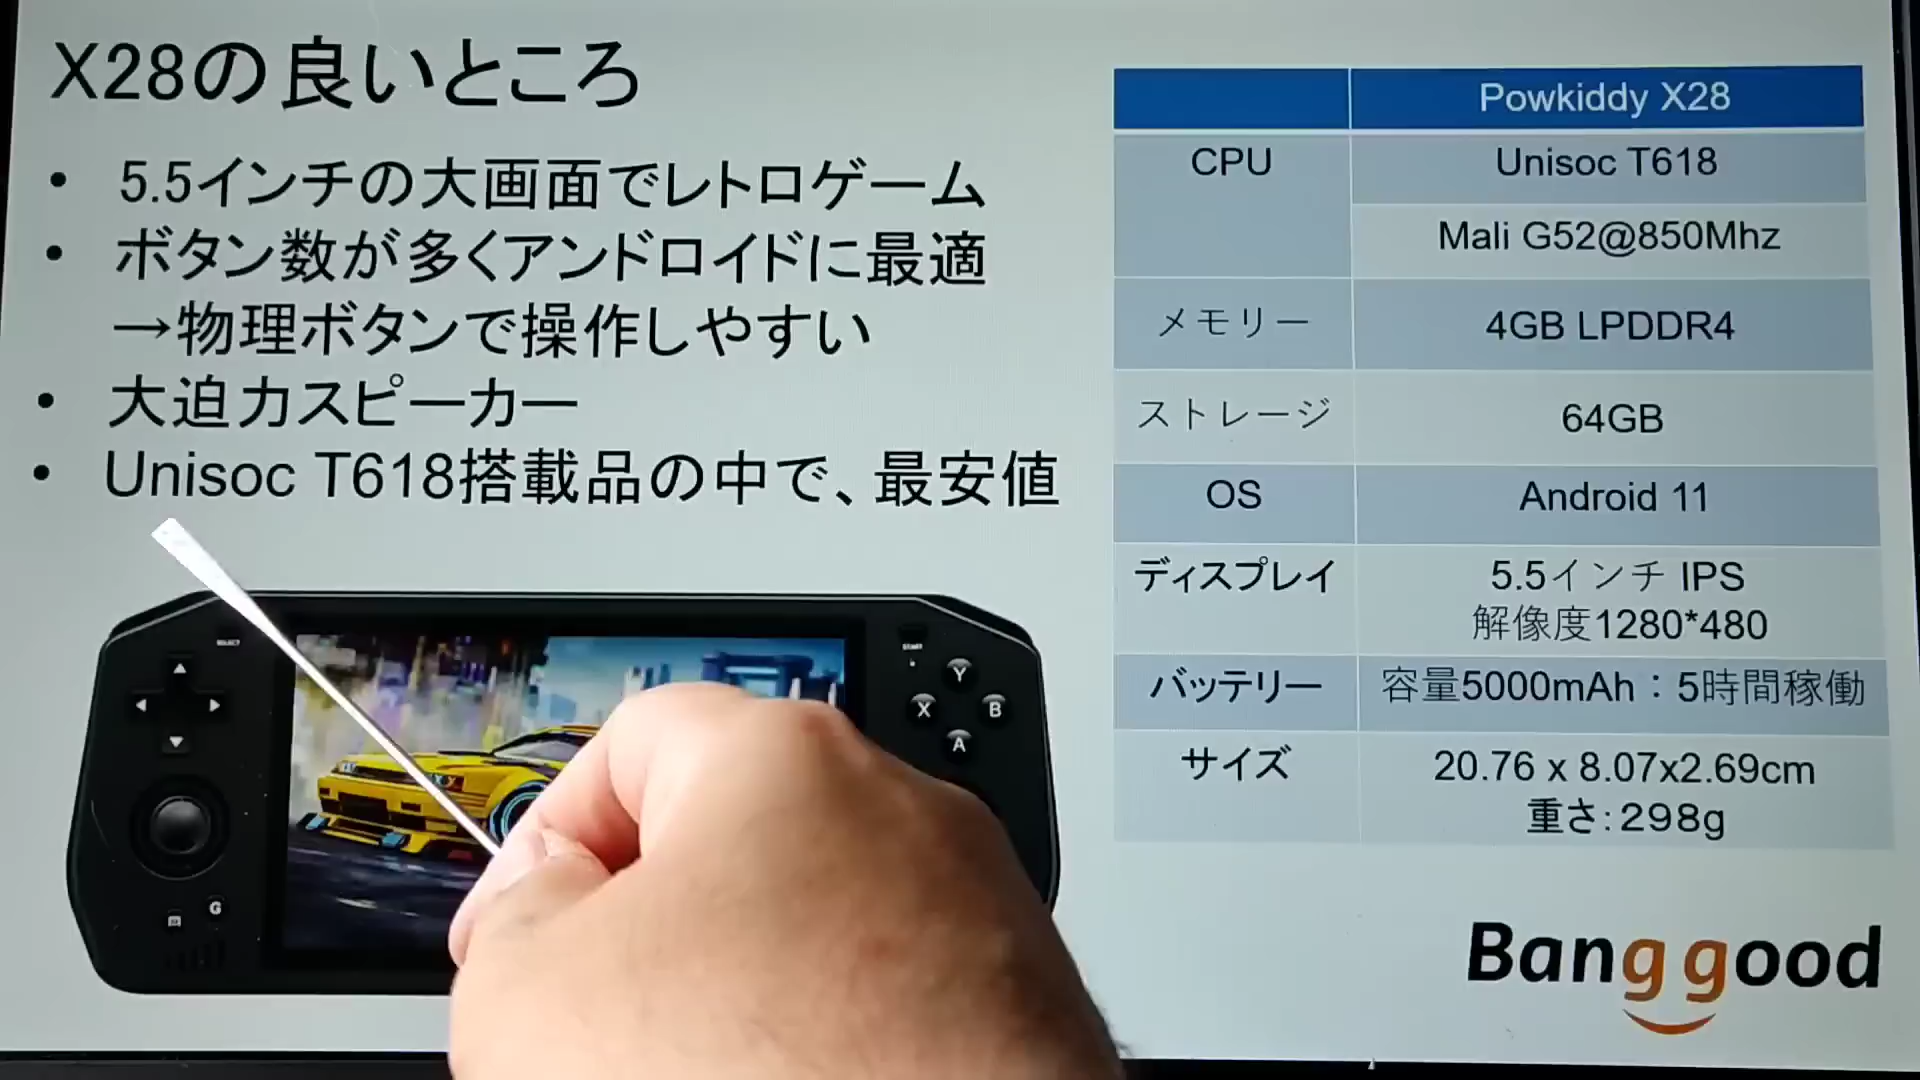 X28の良いところ
• 5.5インチの大画面でレトロゲーム
• ボタン数が多くアンドロイドに最適
→物理ボタンで操作しやすい
• 大迫力スピーカー
• Unisoc T618搭載品の中で、最安値
Powkiddy X28
CPU
Unisoc T618
Mali G52@850Mhz
メモリー
4GB LPDDR4
ストレージ
64GB
OS
Android 11
ディスプレイ
5.5インチ IPS
解像度1280*480
バッテリー
容量5000mAh：5時間稼働
サイズ
20.76 x 8.07x2.69cm
重さ:298g
SELECT
START
Y
X
B
A
G
Banggood